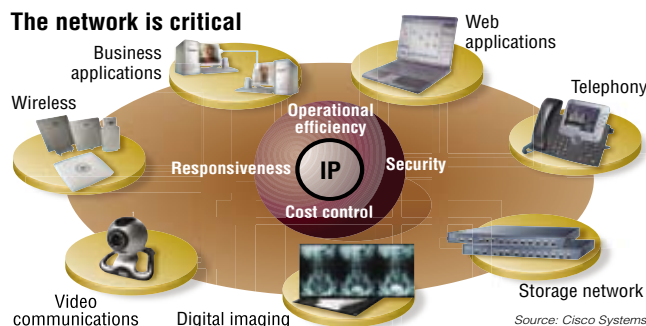 The network is critical
Business
applications
Web
applications
Wireless
Telephony
Operational
efficiency
Responsiveness
IP
Security
Cost control
Video
communications
Digital imaging
Storage network
Source: Cisco Systems